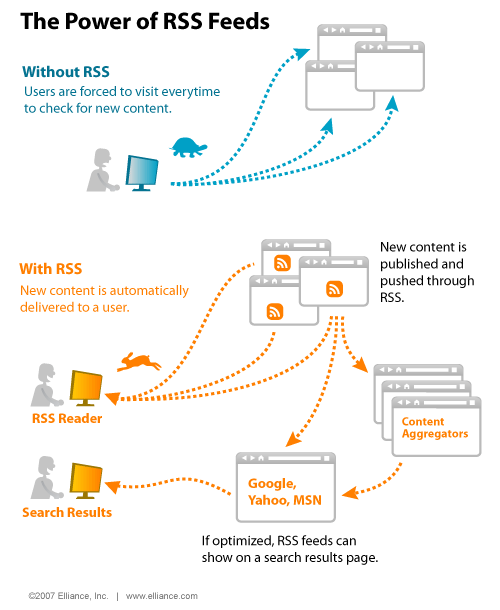 The Power of RSS Feeds
Without RSS
Users are forced to visit everytime
to check for new content.
With RSS
New content is automatically
delivered to a user.
New content is
published and
pushed through
RSS.
RSS Reader
Content
Aggregators
Google,
Yahoo, MSN
Search Results
If optimized, RSS feeds can
show on a search results page.
©2007 Elliance, Inc. | www.elliance.com